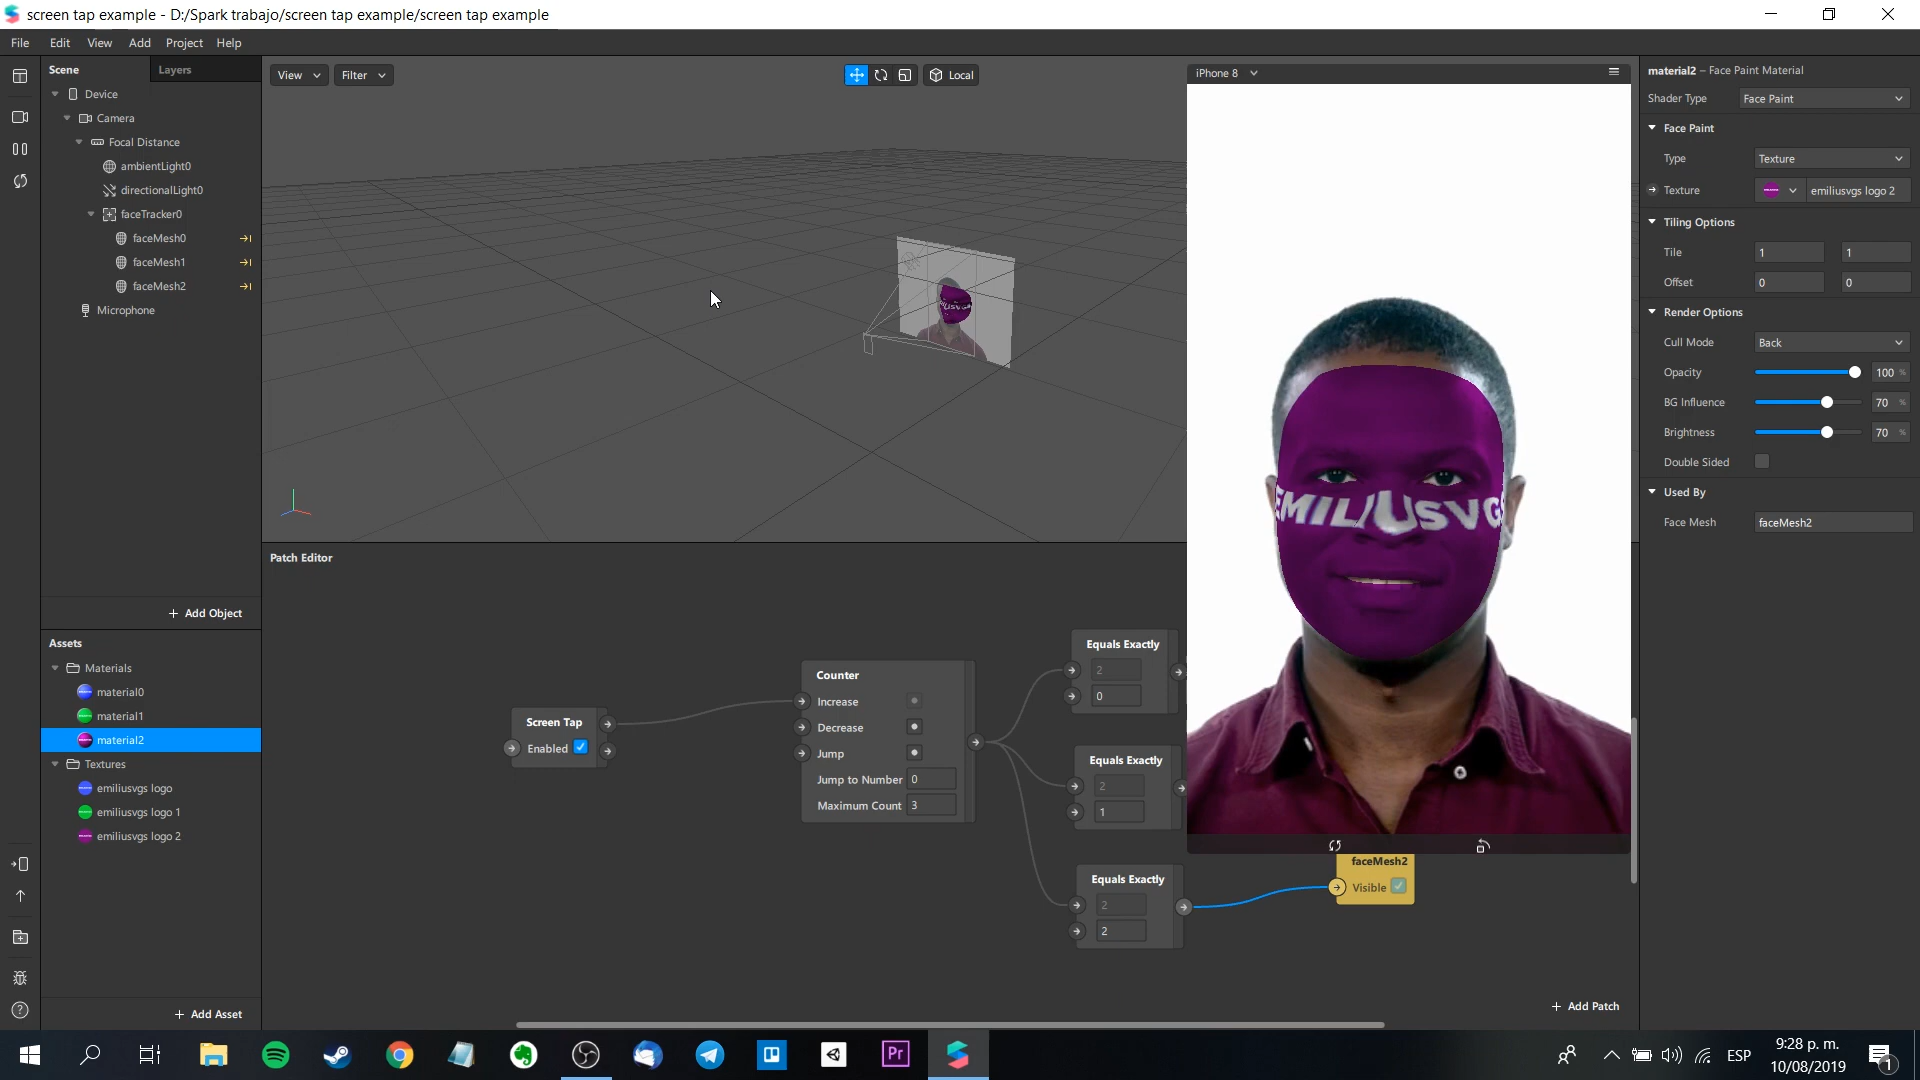 screen tap example - D:/Spark trabajo/screen tap example/screen tap example
File Edit View Add Project Help
Scene Layers
Device
Camera
Focal Distance
ambientLight0
directionalLight0
faceTracker0
faceMesh0
faceMesh1
faceMesh2
Microphone
+ Add Object
Assets
Materials
material0
material1
material2
Textures
emiliusvgs logo
emiliusvgs logo 1
emiliusvgs logo 2
+ Add Asset
View Filter Local
iPhone 8
EMILIUSVG
Patch Editor
Screen Tap
Enabled
Counter
Increase
Decrease
Jump
Jump to Number 0
Maximum Count 3
Equals Exactly
2
0
Equals Exactly
2
1
Equals Exactly
2
2
faceMesh2
Visible
+ Add Patch
material2 – Face Paint Material
Shader Type Face Paint
Face Paint
Type Texture
Texture emiliusvgs logo 2
Tiling Options
Tile 1 1
Offset 0 0
Render Options
Cull Mode Back
Opacity 100 %
BG Influence 70 %
Brightness 70 %
Double Sided
Used By
Face Mesh faceMesh2
Pr
ESP
9:28 p. m.
10/08/2019
1